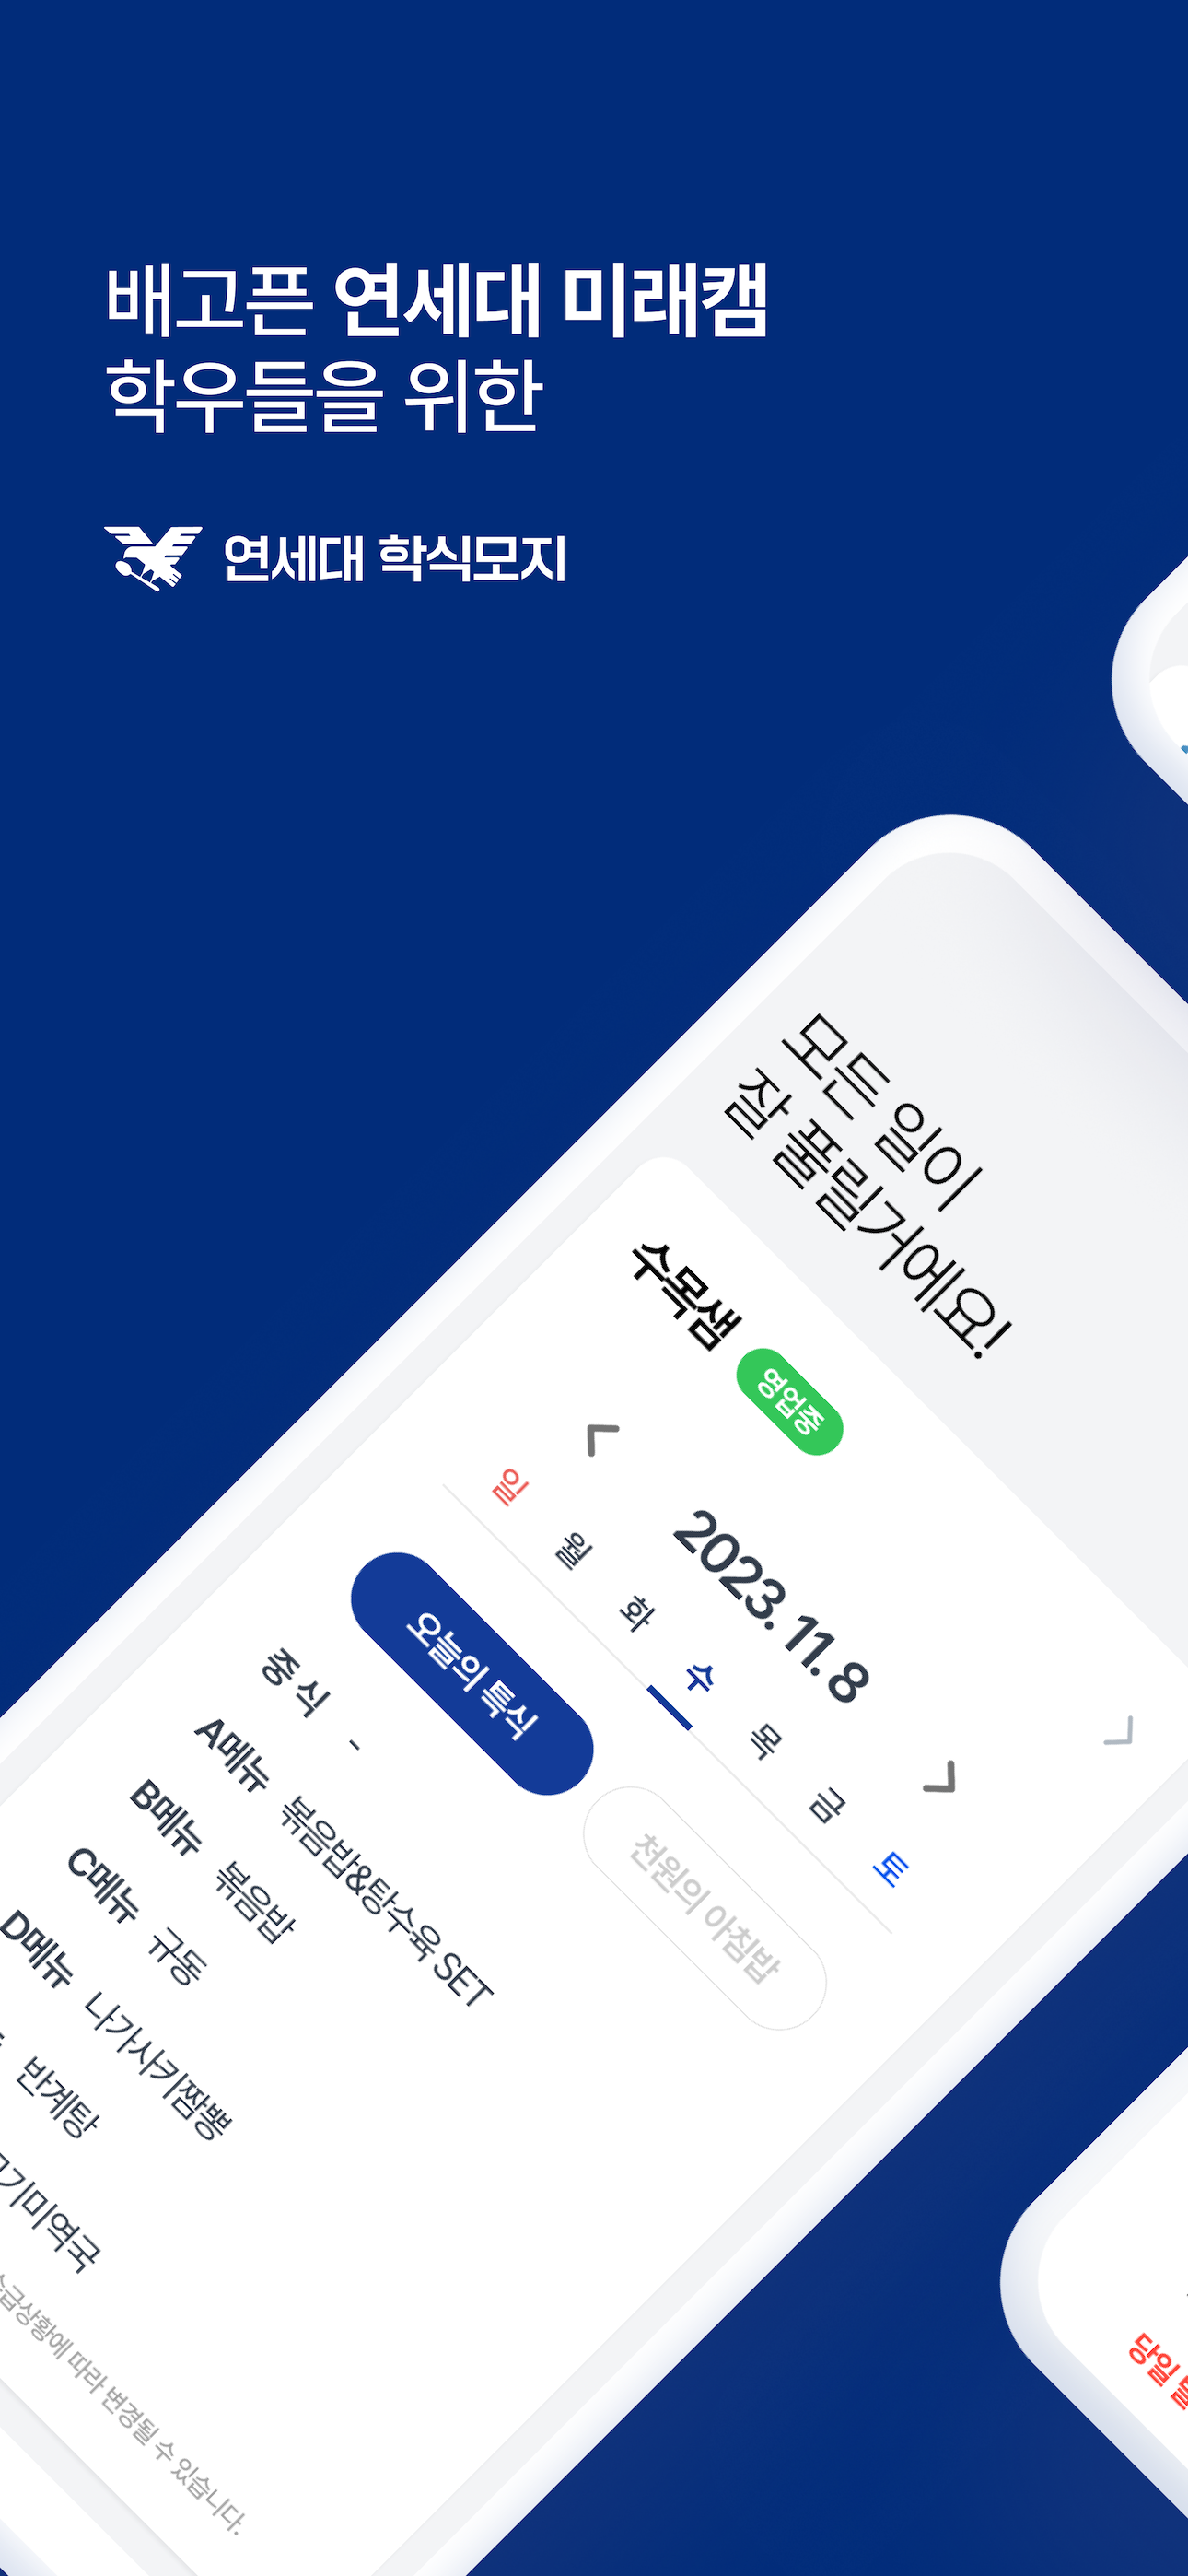 배고픈 연세대 미래캠
학우들을 위한
연세대 학식모지
모든 일이
잘 풀릴거에요!
수목샘 영업중
2023. 11. 8
일 월 화 수 목 금 토
오늘의 특식 천원의 아침밥
중식 -
A메뉴 볶음밥&탕수육 SET
B메뉴 볶음밥
C메뉴 규동
D메뉴 나가사키짬뽕
반계탕
고기미역국
수급상황에 따라 변경될 수 있습니다.
당일